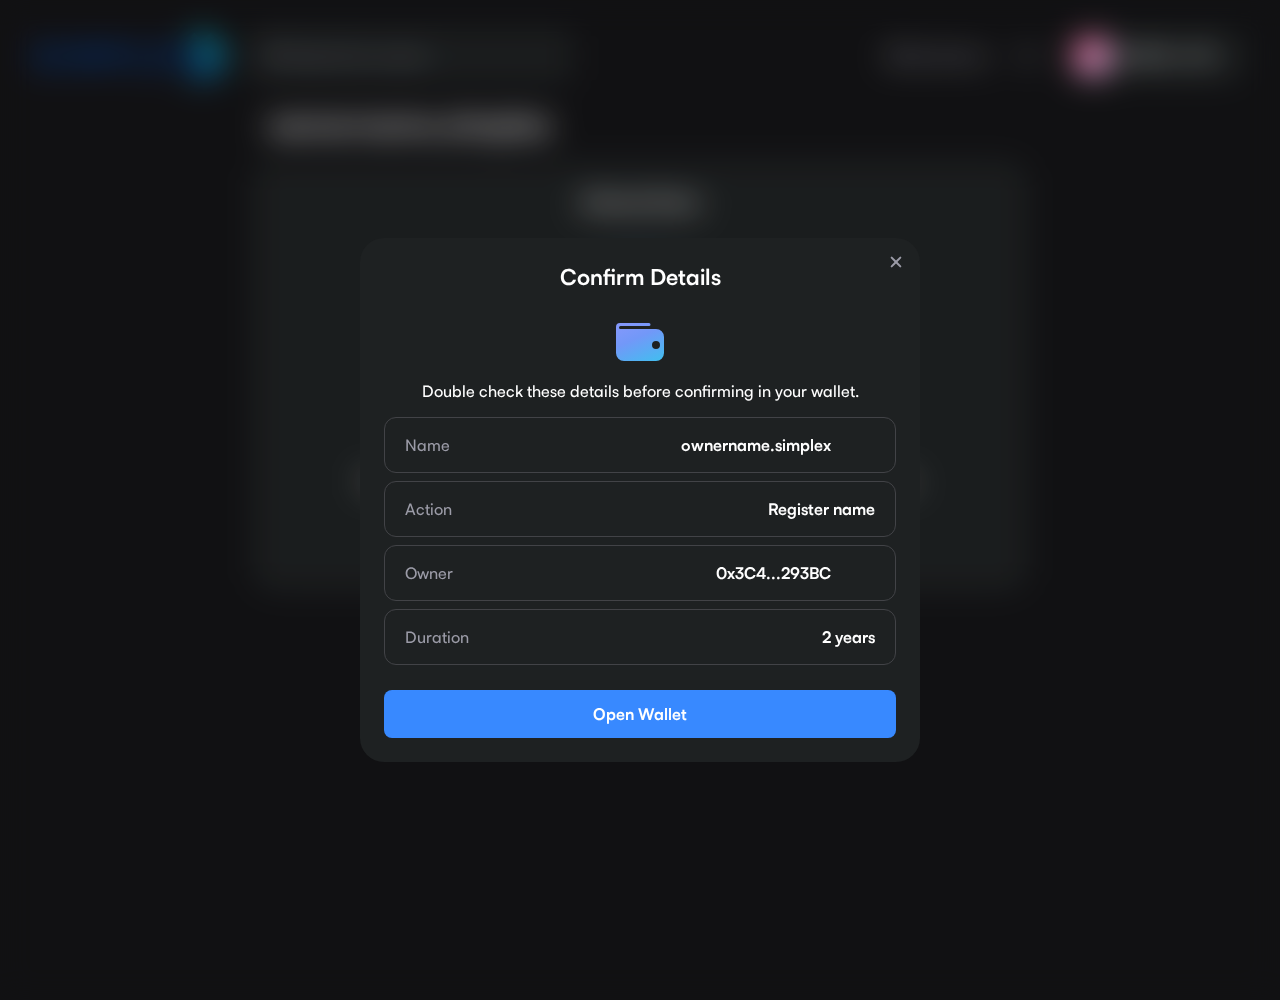 Confirm Details
Double check these details before confirming in your wallet.
Name ownername.simplex
Action Register name
Owner 0x3C4...293BC
Duration 2 years
Open Wallet